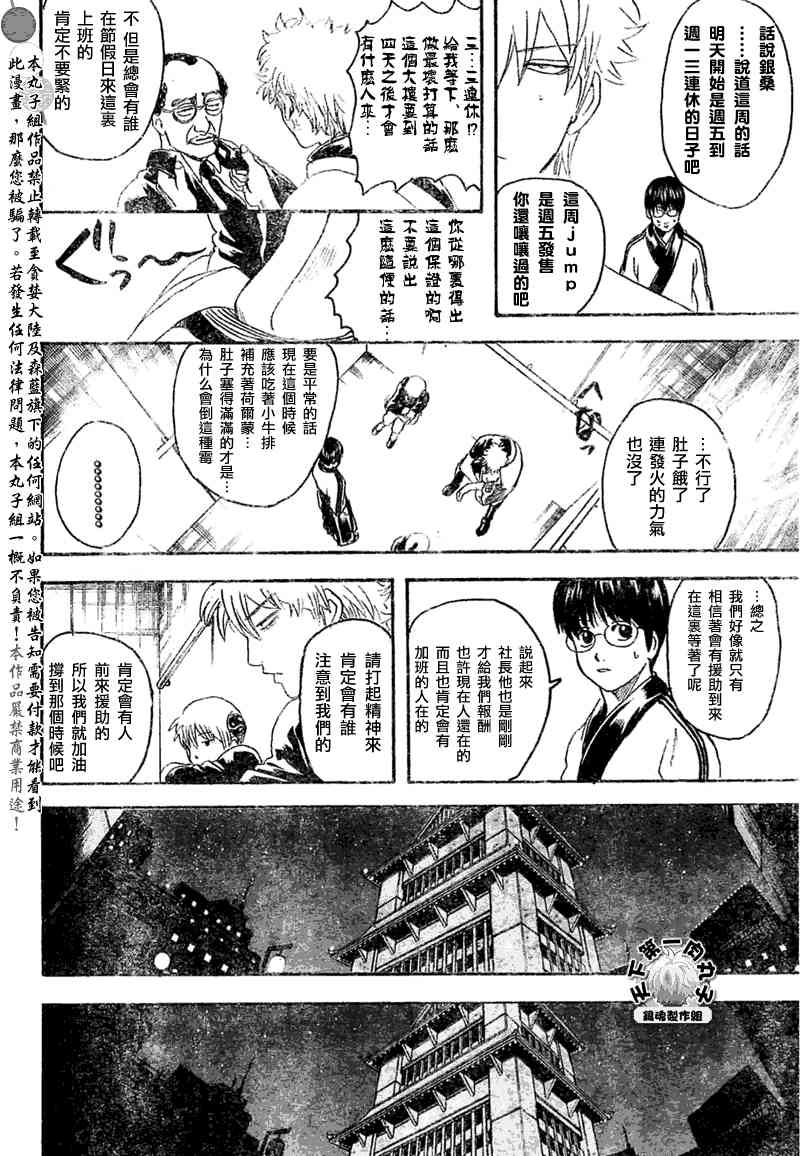 話說銀桑
……說道這周的話
明天開始是週五到
週一三連休的日子吧
這周jump
是週五發售
你還嚷嚷過的吧
三…三連休!?
給我等下、那麼
做最壞打算的話
這個大樓要到
四天之後才會
有什麼人來…
不 但是總會有誰
在節假日來這裏
上班的
肯定不要緊的
你從哪裏得出
這個保證的啊
不要說出
這麼隨便的話…
ぐぅ〜〜
…不行了
肚子餓了
連發火的力氣
也沒了
要是平常的話
現在這個時候
應該吃著小牛排
補充著荷爾蒙…
肚子塞得滿滿的才是…
為什么會倒這種霉
………
…總之
我們好像就只有
相信著會有援助到來
在這裏等著了呢
說起來
社長他也是剛剛
才給我們報酬
也許現在人還在的
而且也肯定會有
加班的人在的
請打起精神來
肯定會有誰
注意到我們的
肯定會有人
前來援助的
所以我們就加油
撐到那個時候吧
天下第一肉丸子
銀魂製作組
本丸子組作品禁止轉載至貪婪大陸及森藍旗下的任何網站。如果您被告知需要付款才能看到
此漫畫，那麼您被騙了。若發生任何法律問題，本丸子組一概不負責！本作品嚴禁商業用途！